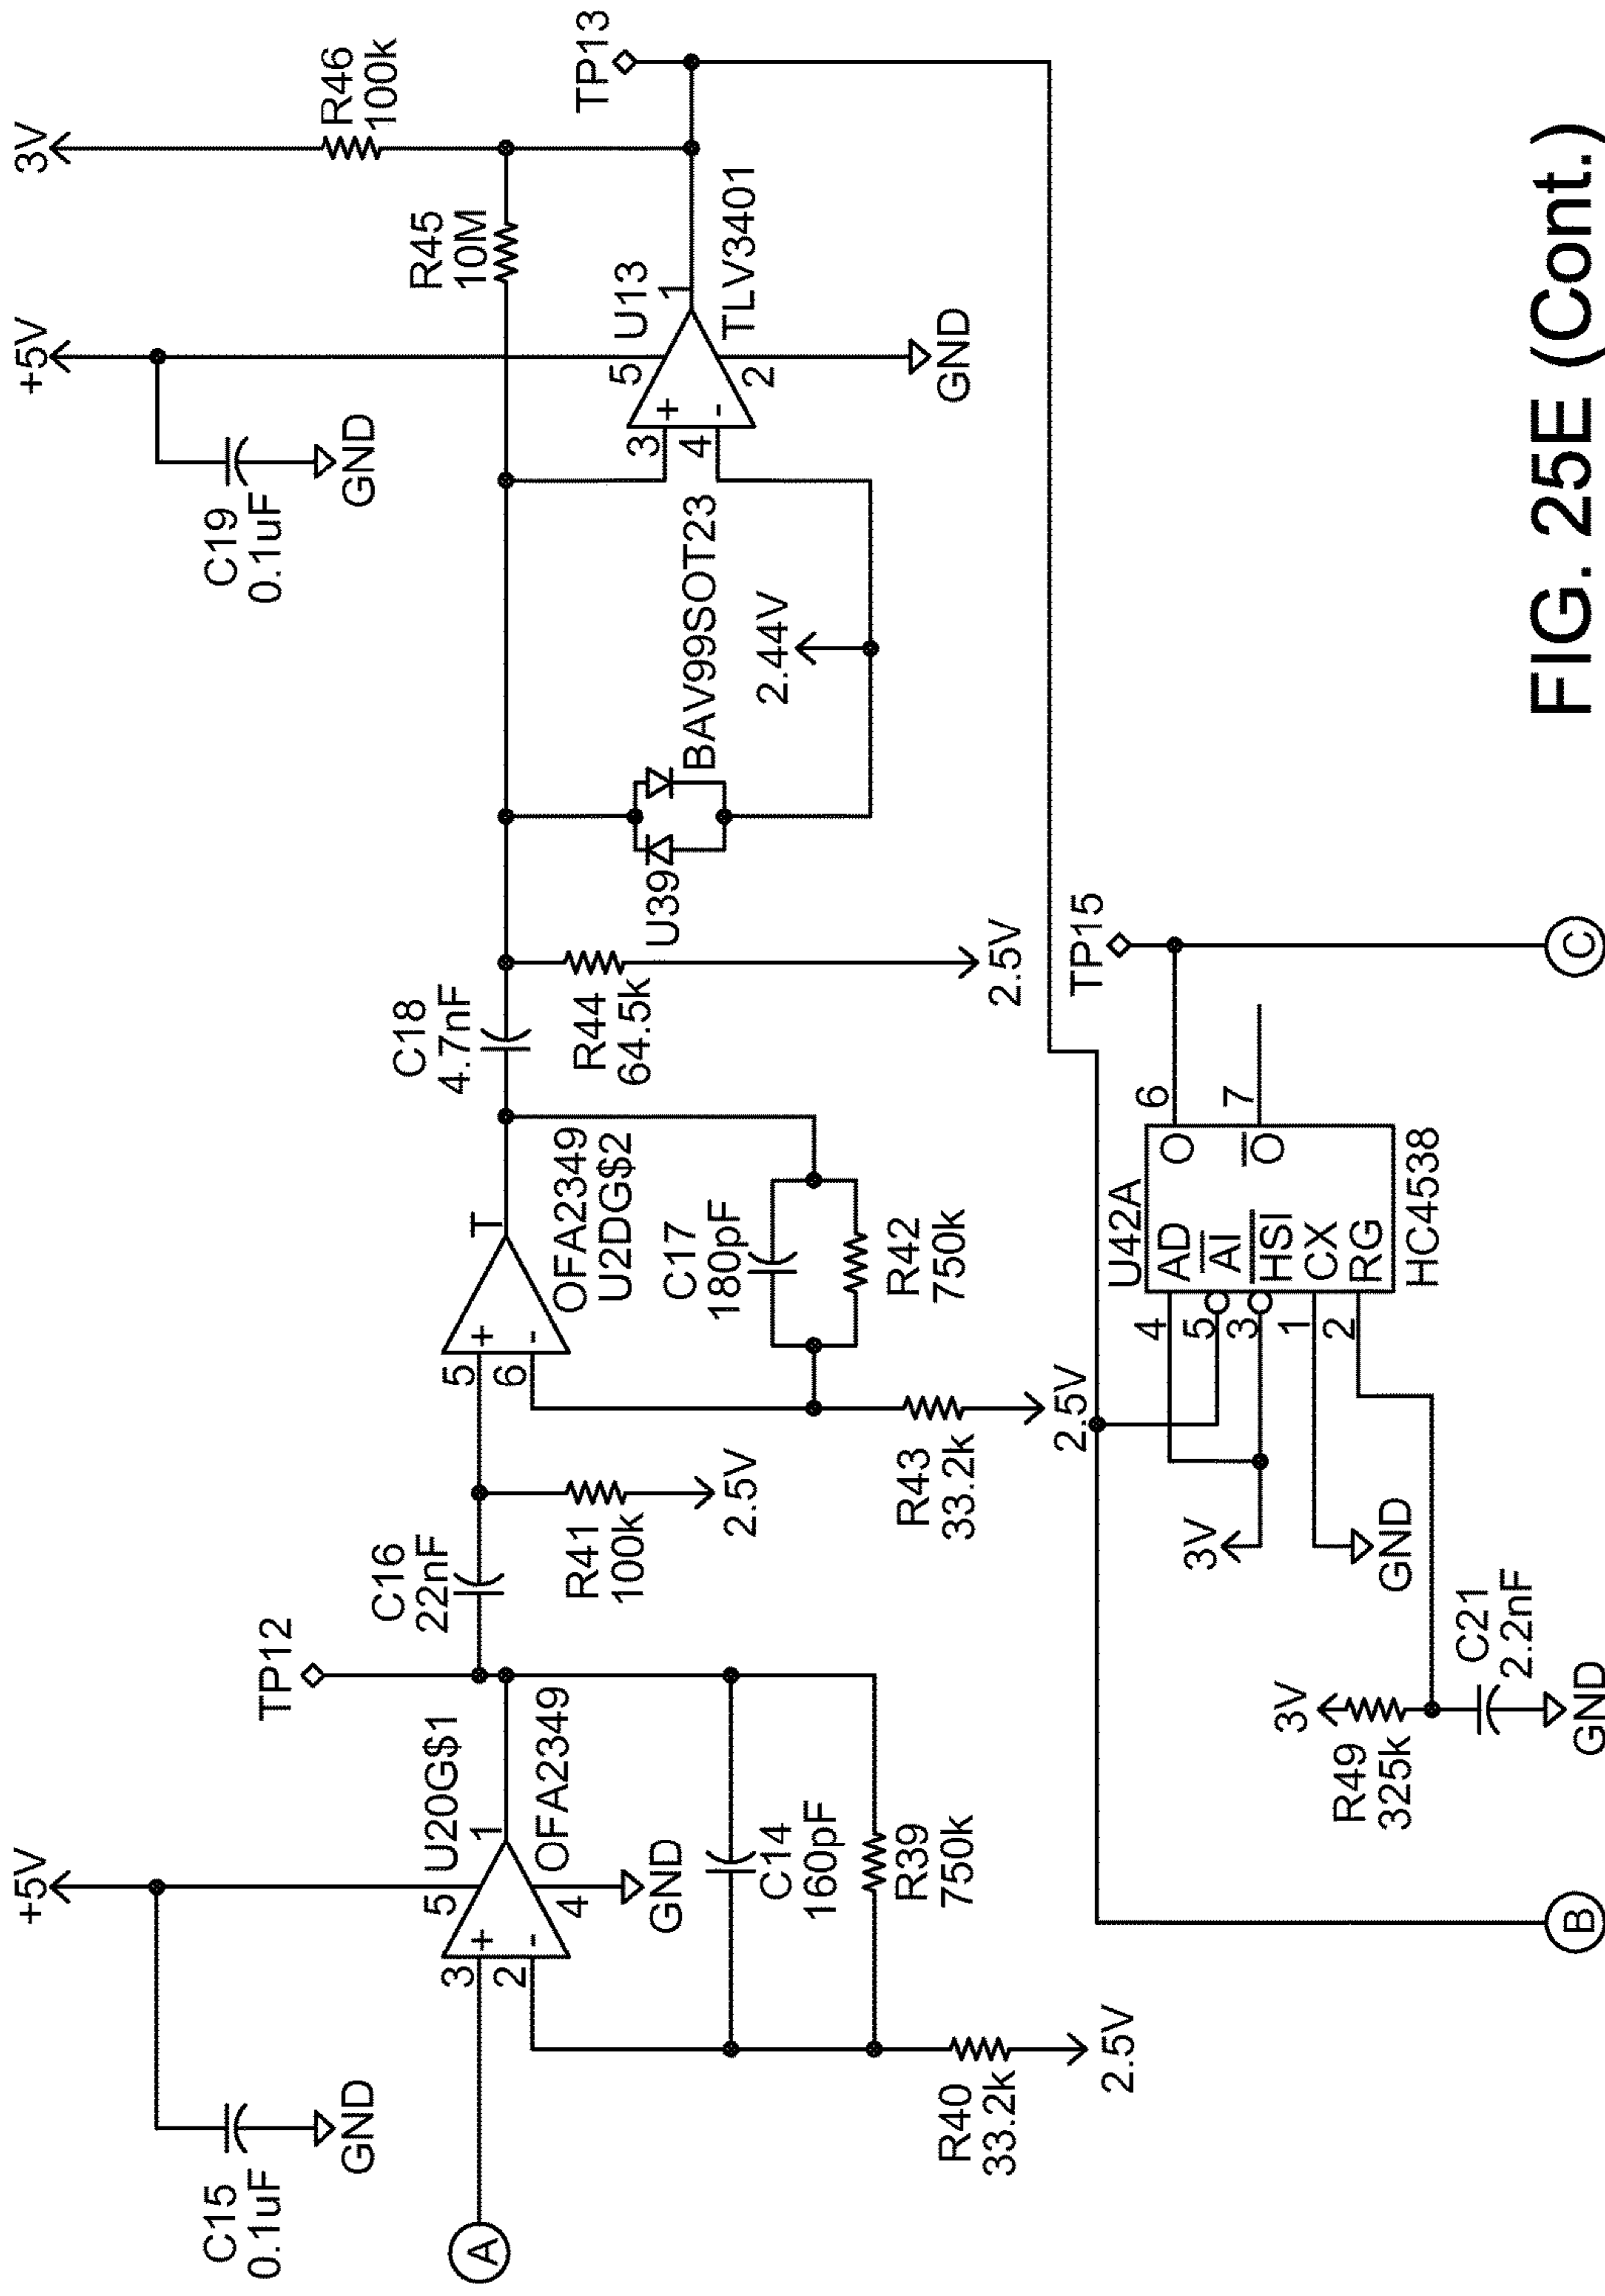 +5V
C15
0.1uF
GND
A
3
2
+
-
5
4
1
U20G$1
OFA2349
GND
TP12
C14
160pF
R39
750k
R40
33.2k
2.5V
C16
22nF
R41
100k
2.5V
5
6
+
-
T
OFA2349
U2DG$2
C17
180pF
R42
750k
R43
33.2k
2.5V
C18
4.7nF
R44
64.5k
2.5V
U39
BAV99SOT23
2.44V
+5V
C19
0.1uF
GND
3
4
+
-
5
2
1
U13
TLV3401
GND
R45
10M
3V
R46
100k
TP13
B
3V
R49
325k
C21
2.2nF
GND
3V
GND
U42A
4
5
3
1
2
AD
AI
HSI
CX
RG
O
O
6
7
HC4538
TP15
C
FIG. 25E (Cont.)